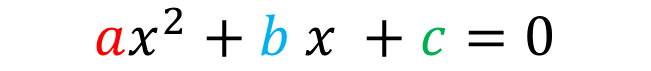 ax² + b x + c = 0